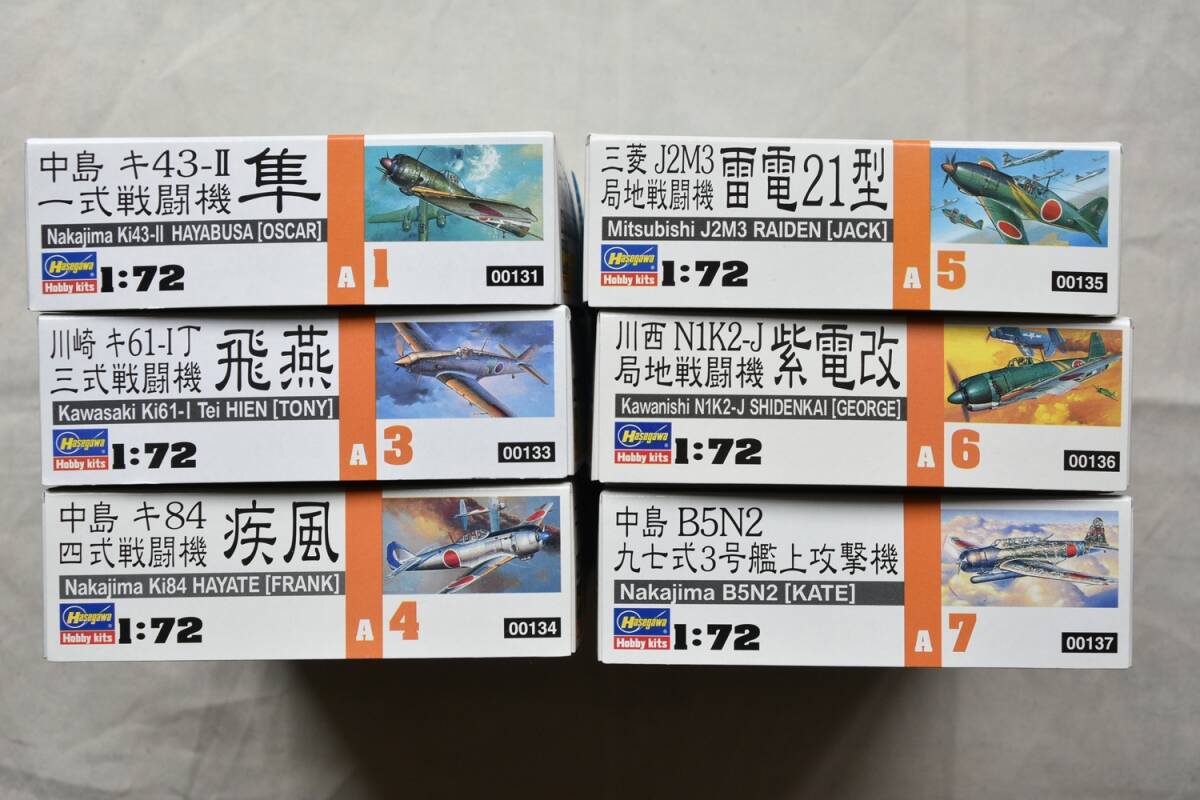 中島 キ43-II
一式戦闘機 隼
Nakajima Ki43-II HAYABUSA [OSCAR]
Hasegawa
Hobby kits
1:72
A 1
00131
川崎 キ61-I丁
三式戦闘機 飛燕
Kawasaki Ki61-I Tei HIEN [TONY]
Hasegawa
Hobby kits
1:72
A 3
00133
中島 キ84
四式戦闘機 疾風
Nakajima Ki84 HAYATE [FRANK]
Hasegawa
Hobby kits
1:72
A 4
00134
三菱 J2M3
局地戦闘機 雷電21型
Mitsubishi J2M3 RAIDEN [JACK]
Hasegawa
Hobby kits
1:72
A 5
00135
川西 N1K2-J
局地戦闘機 紫電改
Kawanishi N1K2-J SHIDENKAI [GEORGE]
Hasegawa
Hobby kits
1:72
A 6
00136
中島 B5N2
九七式3号艦上攻撃機
Nakajima B5N2 [KATE]
Hasegawa
Hobby kits
1:72
A 7
00137